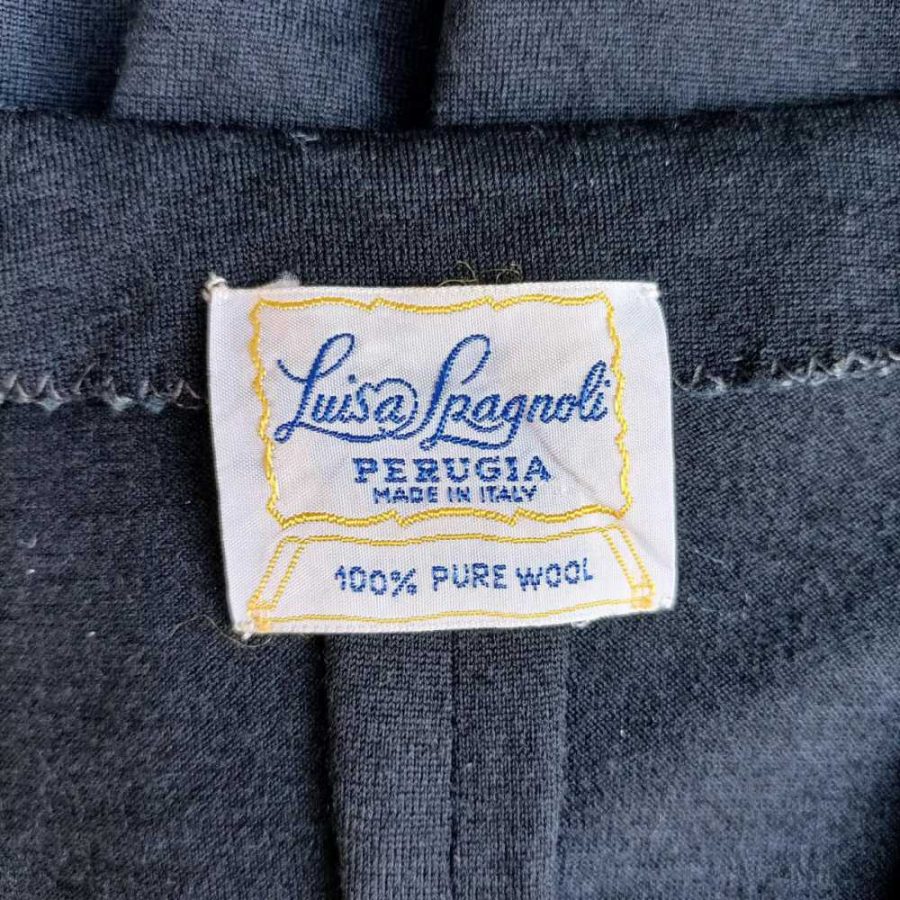 Luisa Spagnoli
PERUGIA
MADE IN ITALY
100% PURE WOOL